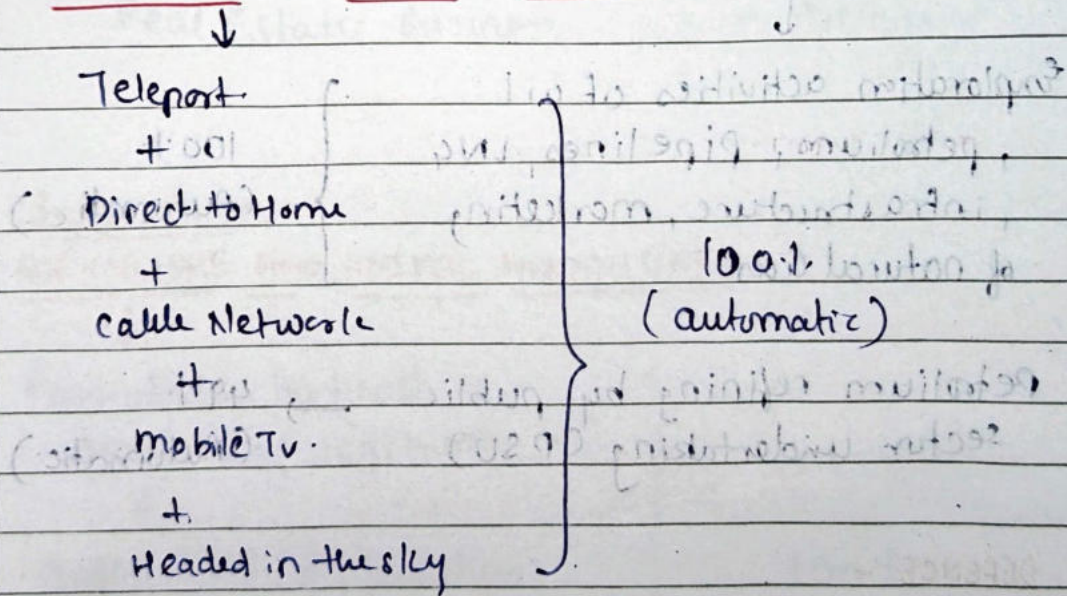 Teleport.
+
Direct to Home
+
Cable Network
+
mobile Tv.
+
Headed in the sky
100%
(automatic)